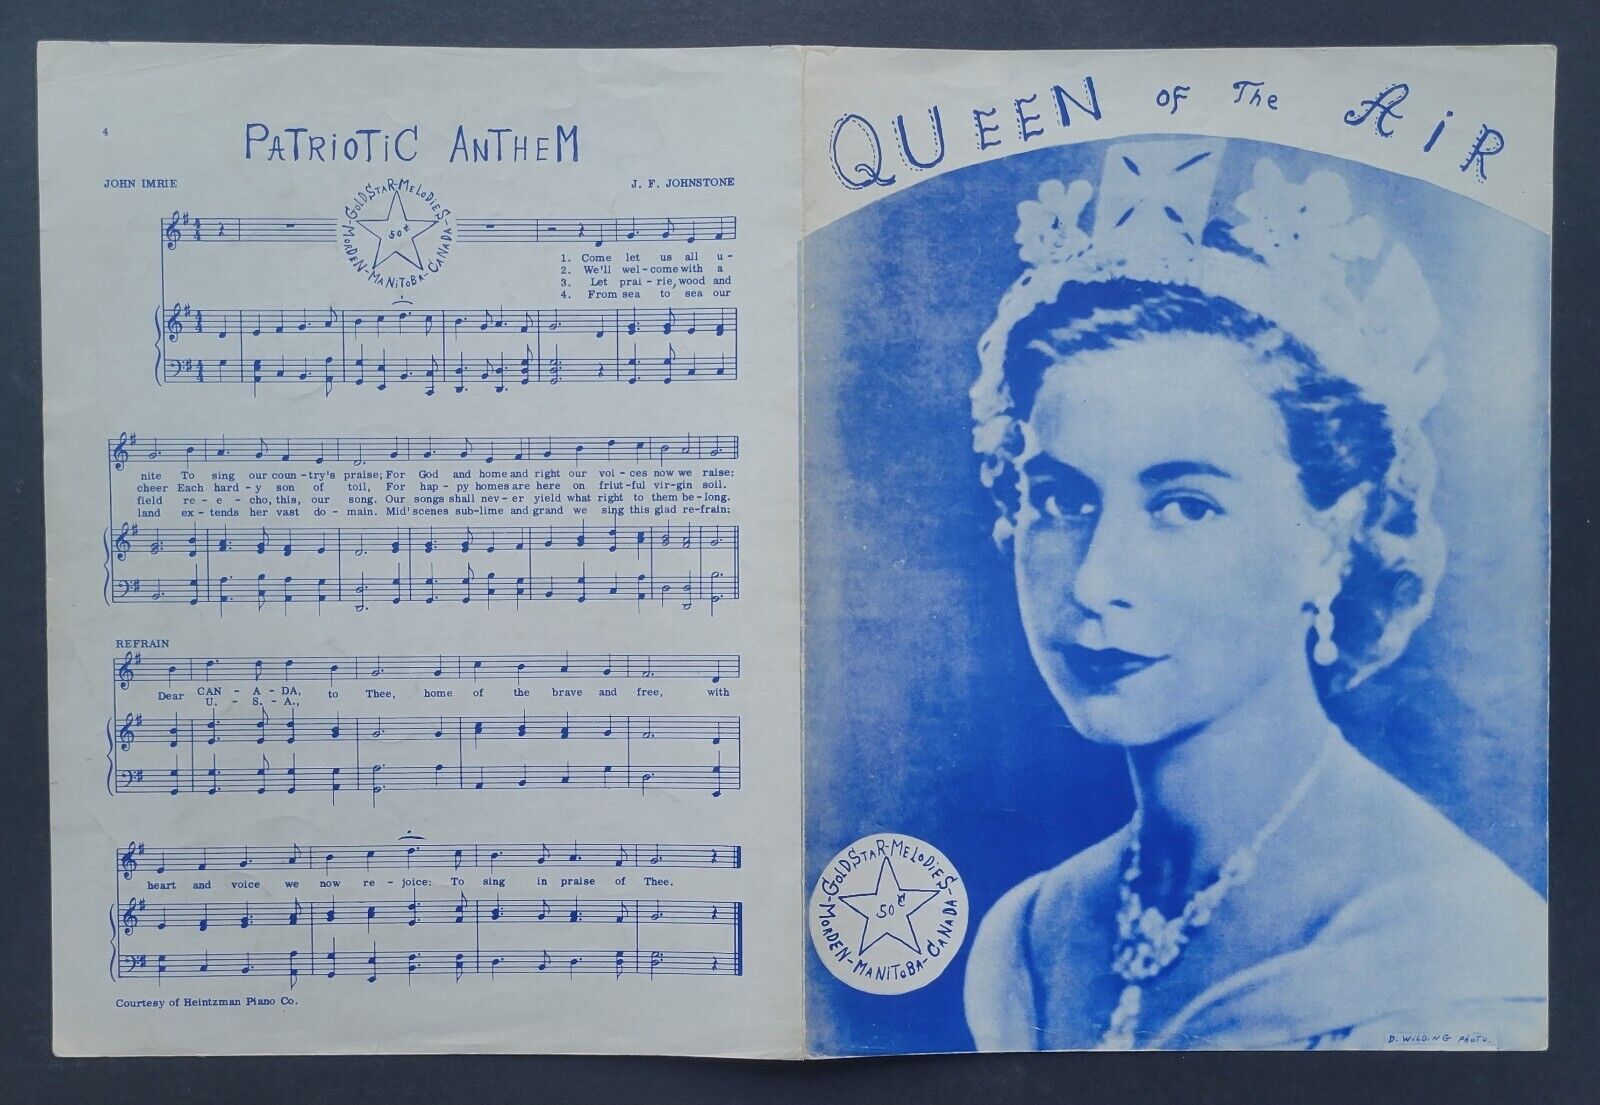 4
PATRIOTIC ANTHEM
JOHN IMRIE
J. F. JOHNSTONE
GOLD STAR-MELODIES-MORDEN-MANITOBA-CANADA-
50¢
1. Come let us all u-
2. We'll wel-come with a
3. Let prai-rie, wood and
4. From sea to sea our
nite To sing our coun-try's praise; For God and home and right our voi-ces now we raise:
cheer Each hard-y son of toil, For hap-py homes are here on friut-ful vir-gin soil.
field re-e-cho, this, our song. Our songs shall nev-er yield what right to them be-long.
land ex-tends her vast do-main. Mid' scenes sub-lime and grand we sing this glad re-frain:
REFRAIN
Dear CAN - A - DA, to Thee, home of the brave and free, with
U. - S. - A.,
heart and voice we now re - joice: To sing in praise of Thee.
Courtesy of Heintzman Piano Co.
QUEEN OF The AiR
GOLD STAR-MELODIES-MORDEN-MANITOBA-CANADA-
50¢
D. WILDING PHOTO.